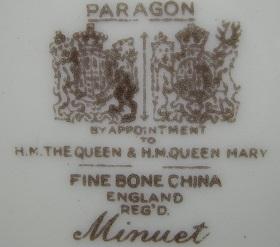 PARAGON
BY APPOINTMENT
TO
H.M. THE QUEEN & H.M. QUEEN MARY
FINE BONE CHINA
ENGLAND
REG'D.
Minuet